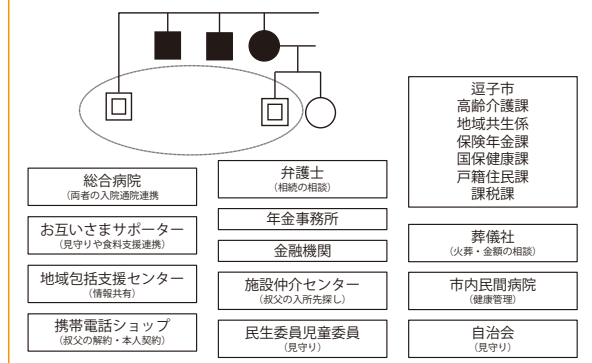 総合病院
（両者の入院通院連携）
お互いさまサポーター
（見守りや食料支援連携）
地域包括支援センター
（情報共有）
携帯電話ショップ
（叔父の解約・本人契約）
弁護士
（相続の相談）
年金事務所
金融機関
施設仲介センター
（叔父の入所先探し）
民生委員児童委員
（見守り）
逗子市
高齢介護課
地域共生係
保険年金課
国保健康課
戸籍住民課
課税課
葬儀社
（火葬・金額の相談）
市内民間病院
（健康管理）
自治会
（見守り）